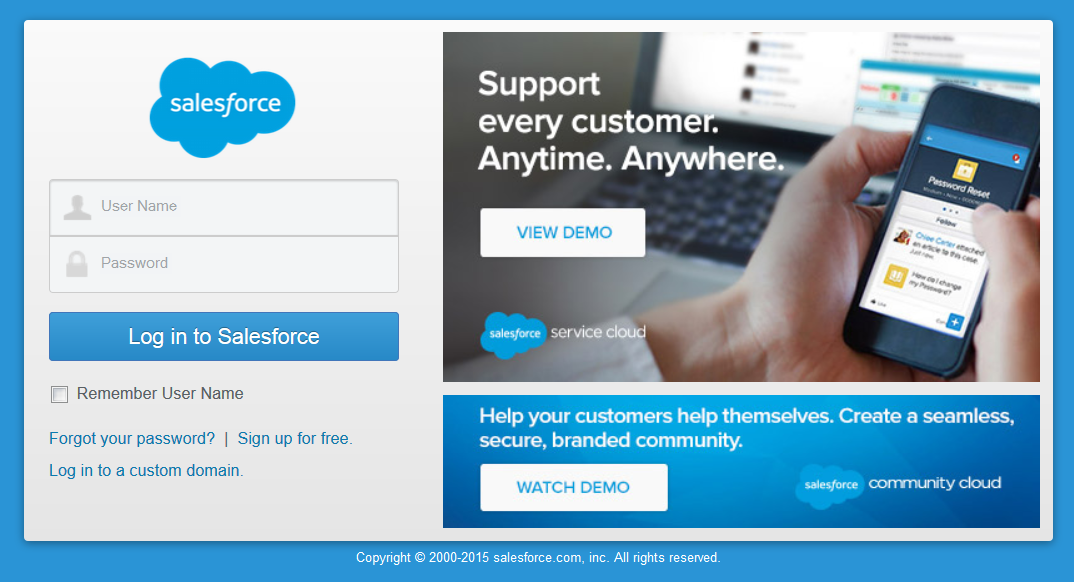 salesforce
User Name
Password
Log in to Salesforce
Remember User Name
Forgot your password? | Sign up for free.
Log in to a custom domain.
Support
every customer.
Anytime. Anywhere.
VIEW DEMO
salesforce service cloud
Password Reset
Follow
Chloe Carter attached
an article to this case.
Just now
How do I change
my Password?
Help your customers help themselves. Create a seamless,
secure, branded community.
WATCH DEMO
salesforce community cloud
Copyright © 2000-2015 salesforce.com, inc. All rights reserved.